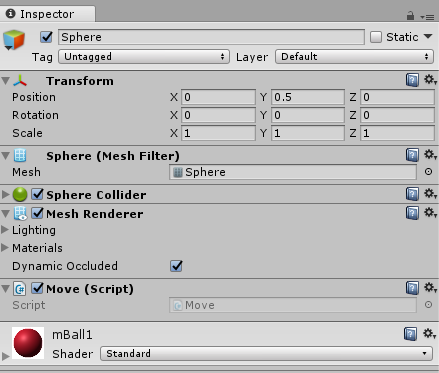 Inspector
Sphere Static
Tag Untagged Layer Default
Transform
Position X 0 Y 0.5 Z 0
Rotation X 0 Y 0 Z 0
Scale X 1 Y 1 Z 1
Sphere (Mesh Filter)
Mesh Sphere
Sphere Collider
Mesh Renderer
Lighting
Materials
Dynamic Occluded
Move (Script)
Script Move
mBall1
Shader Standard